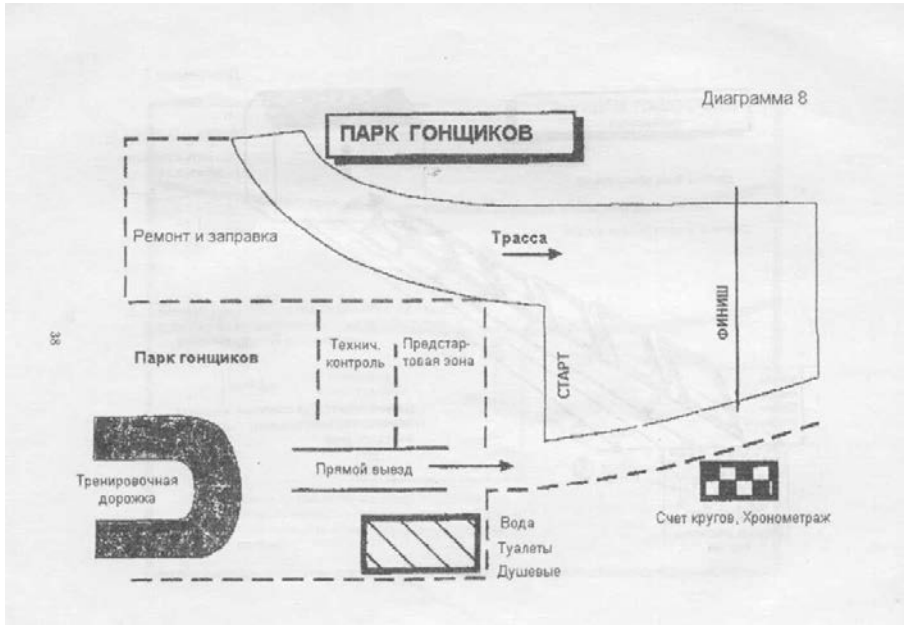 Диаграмма 8
ПАРК ГОНЩИКОВ
Ремонт и заправка
Трасса
ФИНИШ
38
Парк гонщиков
Технич.
контроль
Предстар-
товая зона
СТАРТ
Прямой выезд
Тренировочная
дорожка
Вода
Туалеты
Душевые
Счет кругов, Хронометраж